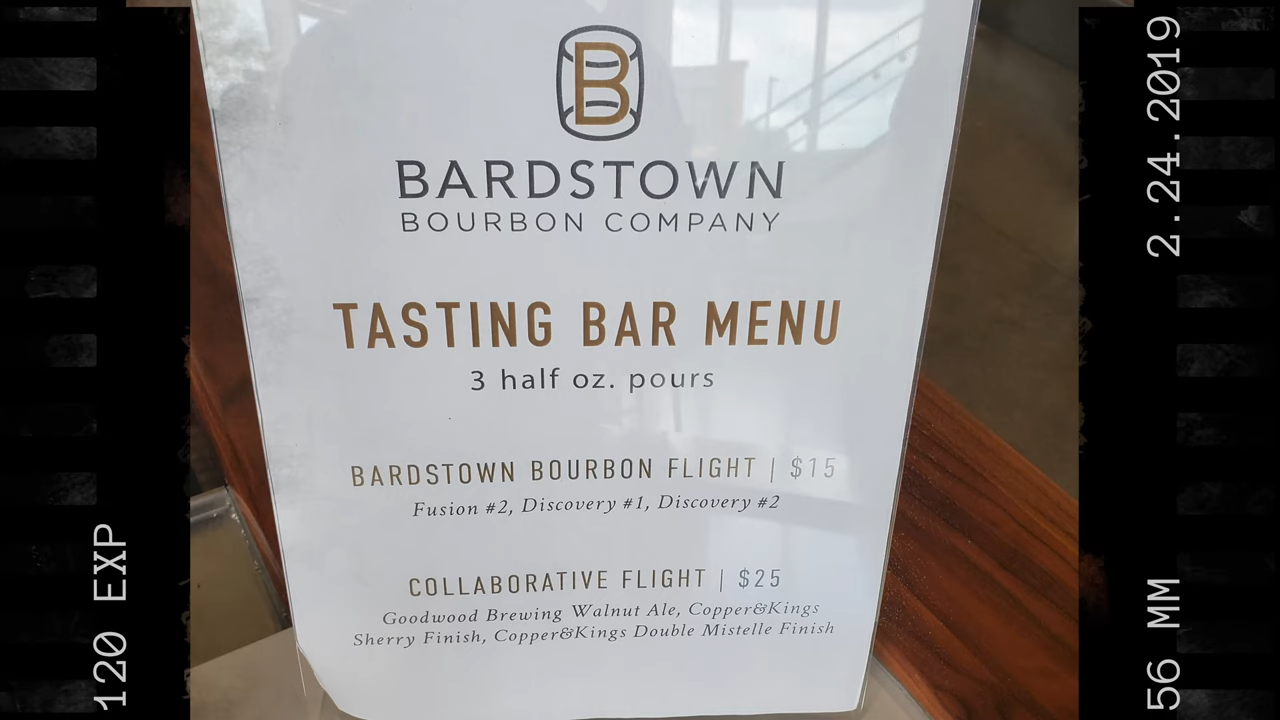 B
BARDSTOWN
BOURBON COMPANY
TASTING BAR MENU
3 half oz. pours
BARDSTOWN BOURBON FLIGHT | $15
Fusion #2, Discovery #1, Discovery #2
COLLABORATIVE FLIGHT | $25
Goodwood Brewing Walnut Ale, Copper&Kings
Sherry Finish, Copper&Kings Double Mistelle Finish
120 EXP
2.24.2019
56 MM